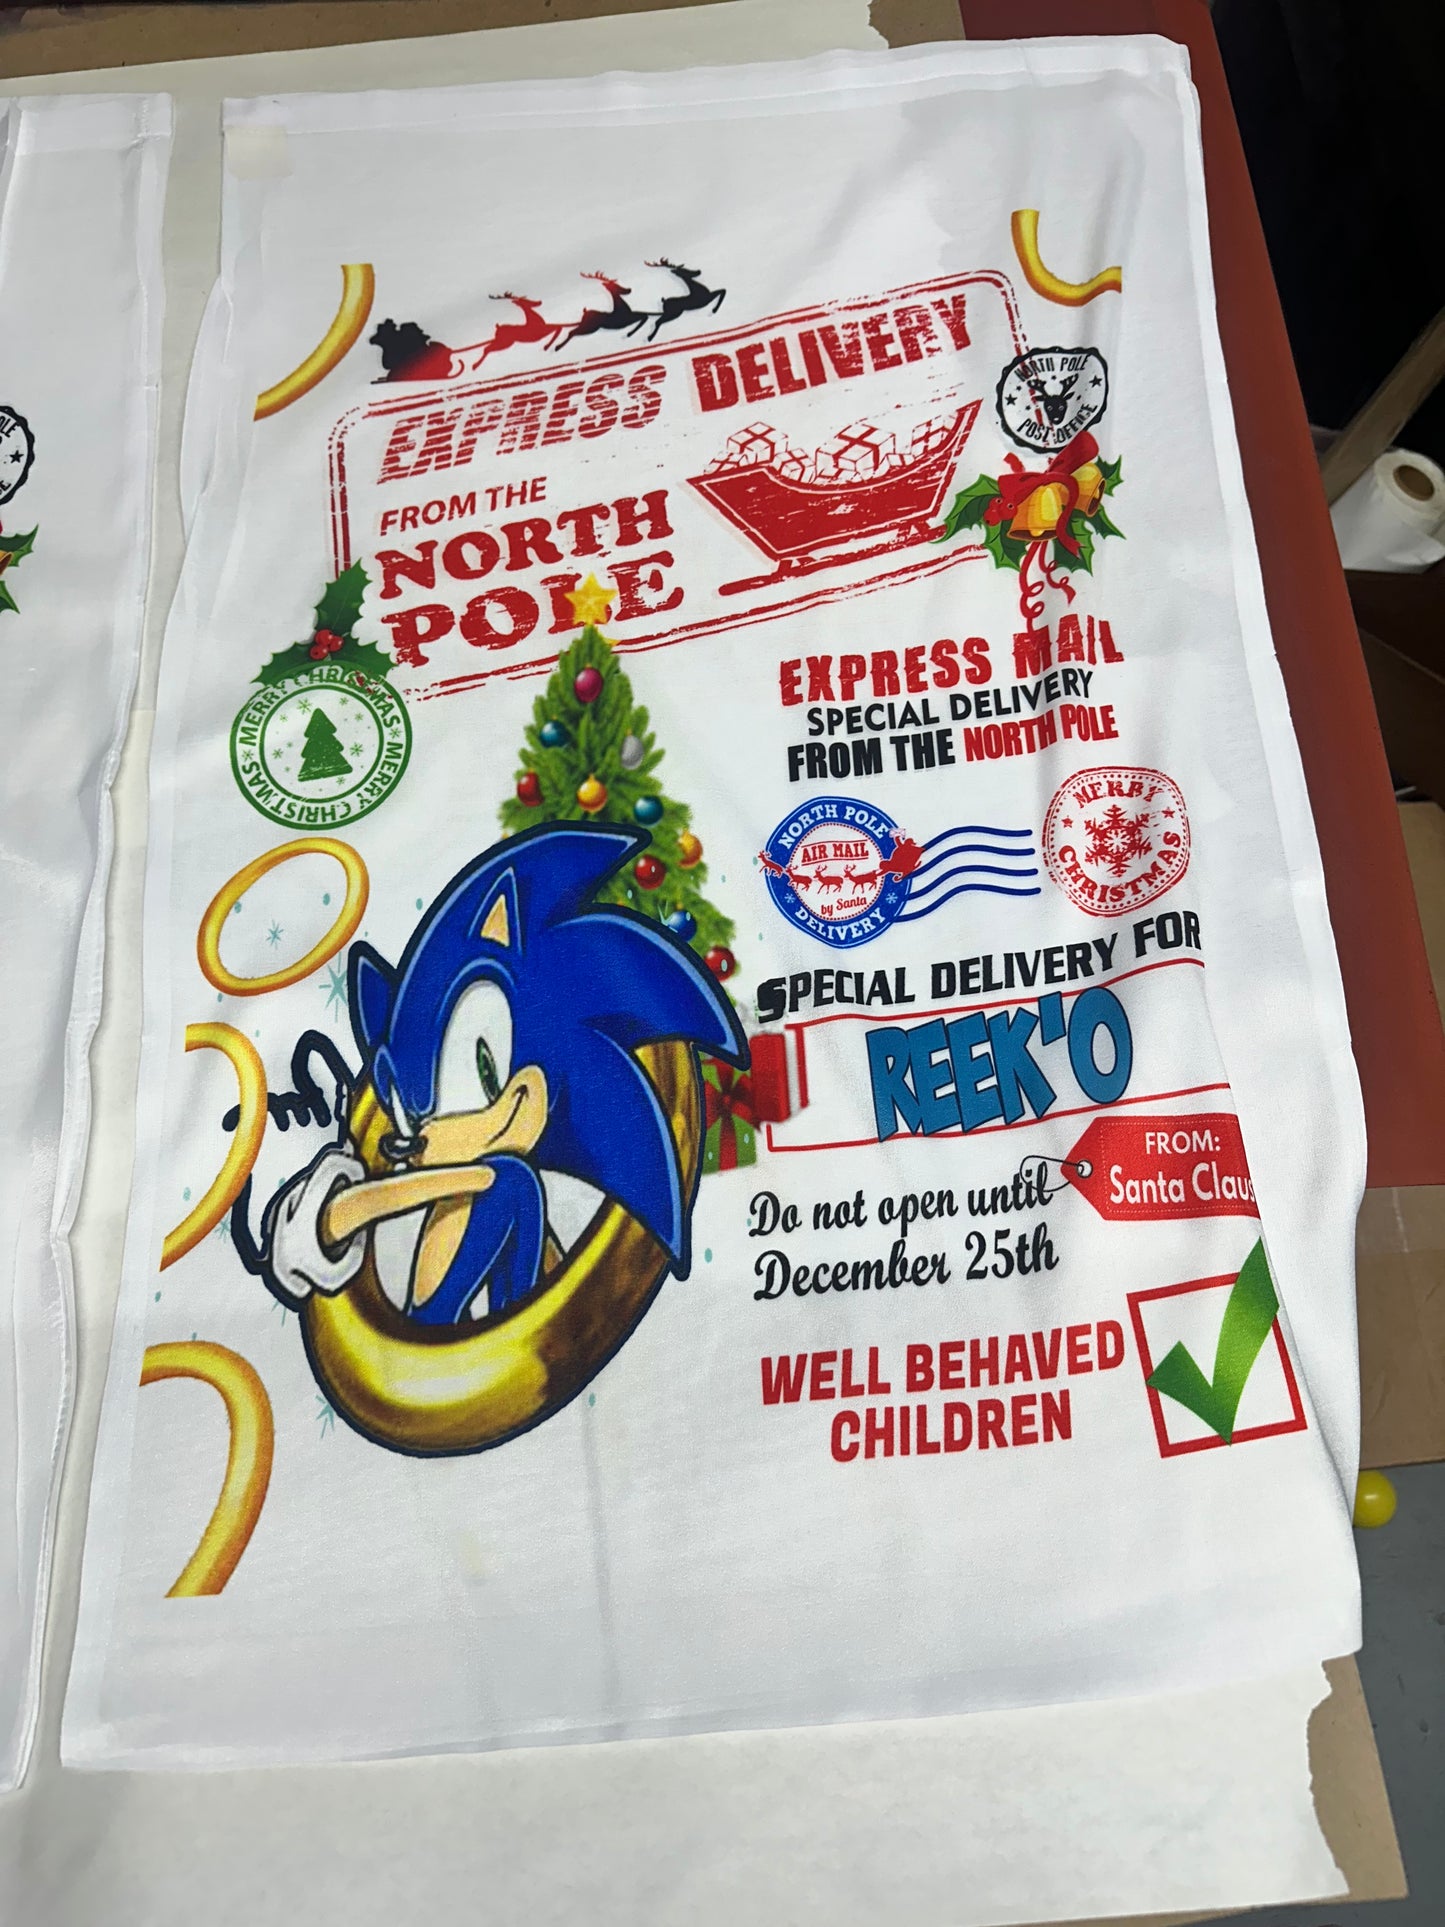 EXPRESS DELIVERY
FROM THE
NORTH
POLE
NORTH POLE
POST OFFICE
MERRY CHRISTMAS
MERRY CHRISTMAS
EXPRESS MAIL
SPECIAL DELIVERY
FROM THE NORTH POLE
NORTH POLE
AIR MAIL
by Santa
DELIVERY
MERRY
CHRISTMAS
SPECIAL DELIVERY FOR
REEK'O
FROM:
Santa Claus
Do not open until
December 25th
WELL BEHAVED
CHILDREN